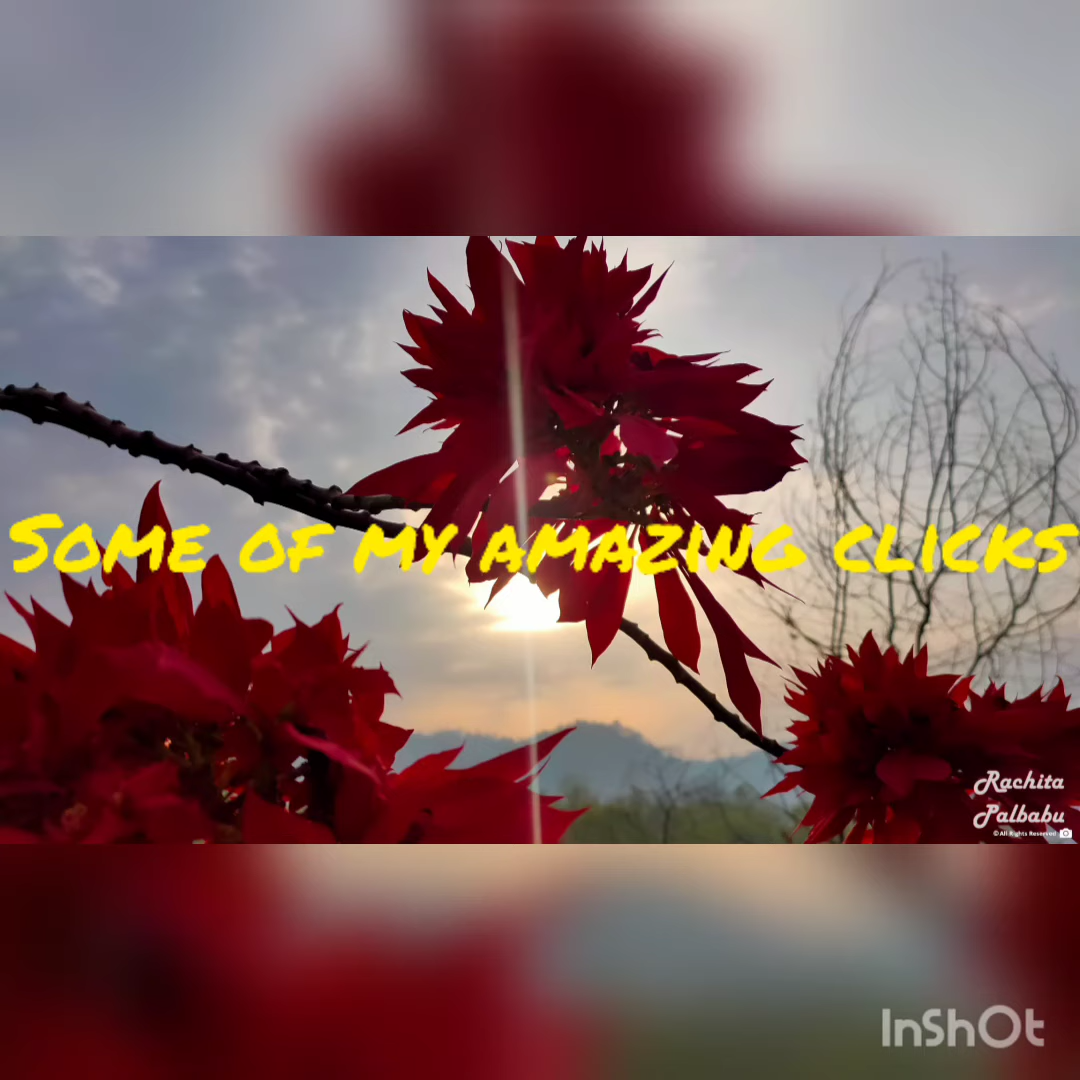 Some of my amazing clicks
Rachita
Palbabu
© All Rights Reserved
InShOt